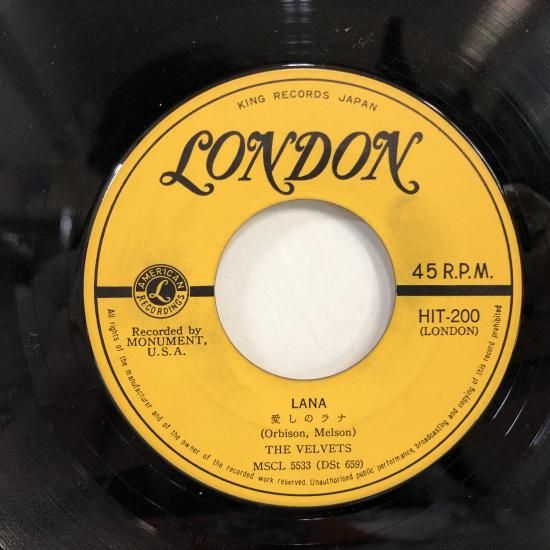 KING RECORDS JAPAN
LONDON
AMERICAN
L
RECORDINGS
45 R.P.M.
Recorded by
MONUMENT,
U.S.A.
HIT-200
(LONDON)
LANA
愛しのラナ
(Orbison, Melson)
THE VELVETS
MSCL 5533 (DSt 659)
All rights of the manufacturer and of the owner of the recorded work reserved. Unauthorised public performance, broadcasting and copying of this record prohibited